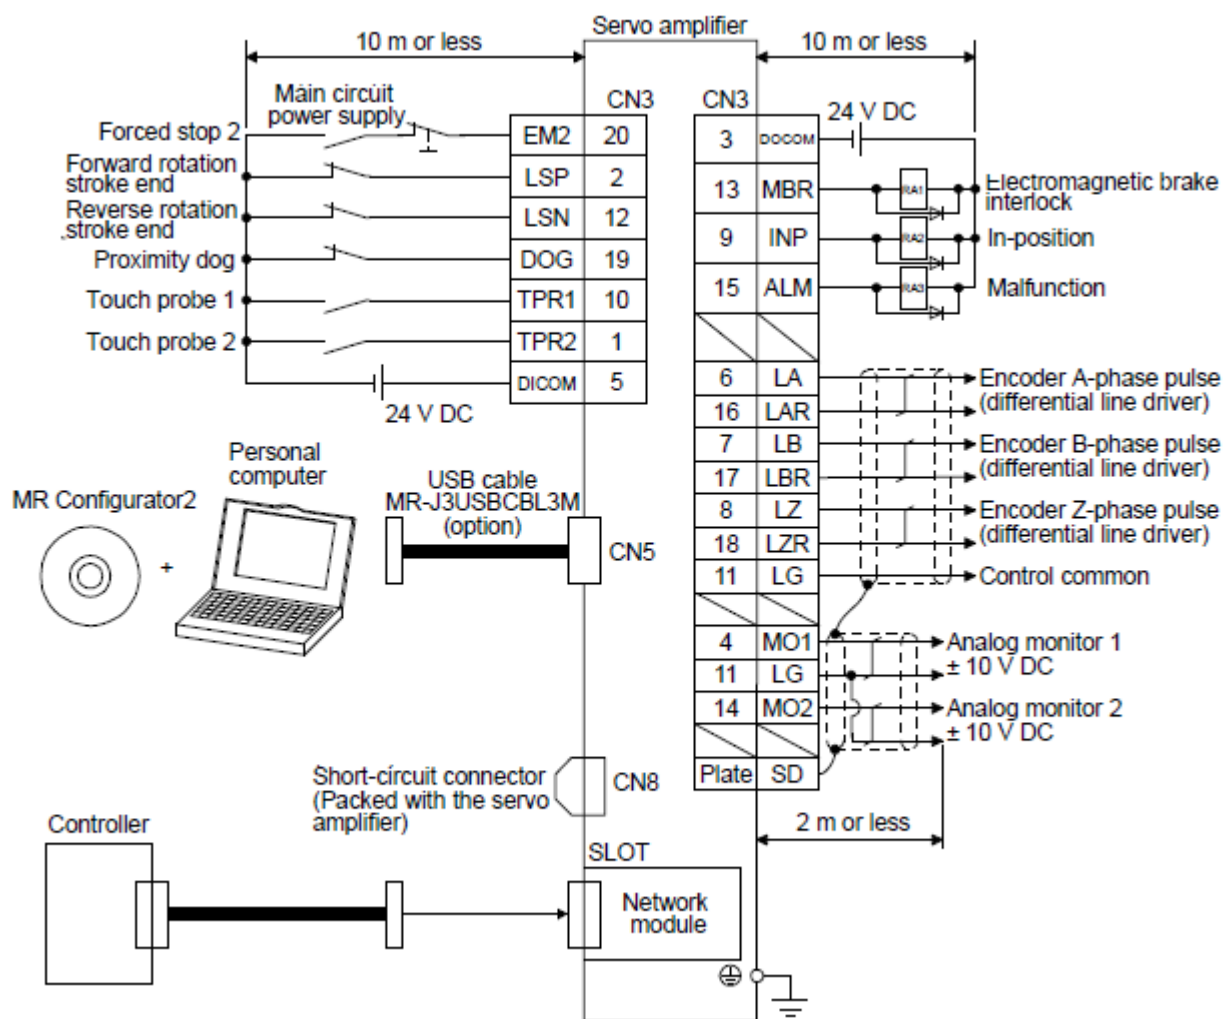 Servo amplifier
10 m or less
10 m or less
Main circuit
power supply
CN3
CN3
24 V DC
Forced stop 2
EM2 20
3 DOCOM
Forward rotation
stroke end
LSP 2
13 MBR
RA1
Electromagnetic brake
interlock
Reverse rotation
stroke end
LSN 12
9 INP
RA2
In-position
Proximity dog
DOG 19
15 ALM
RA3
Malfunction
Touch probe 1
TPR1 10
Touch probe 2
TPR2 1
DICOM 5
24 V DC
6 LA
Encoder A-phase pulse
(differential line driver)
16 LAR
7 LB
Encoder B-phase pulse
(differential line driver)
17 LBR
8 LZ
Encoder Z-phase pulse
(differential line driver)
18 LZR
11 LG
Control common
Personal
computer
MR Configurator2
+
USB cable
MR-J3USBCBL3M
(option)
CN5
4 MO1
Analog monitor 1
± 10 V DC
11 LG
14 MO2
Analog monitor 2
± 10 V DC
Plate SD
2 m or less
Short-circuit connector
(Packed with the servo
amplifier)
CN8
Controller
SLOT
Network
module